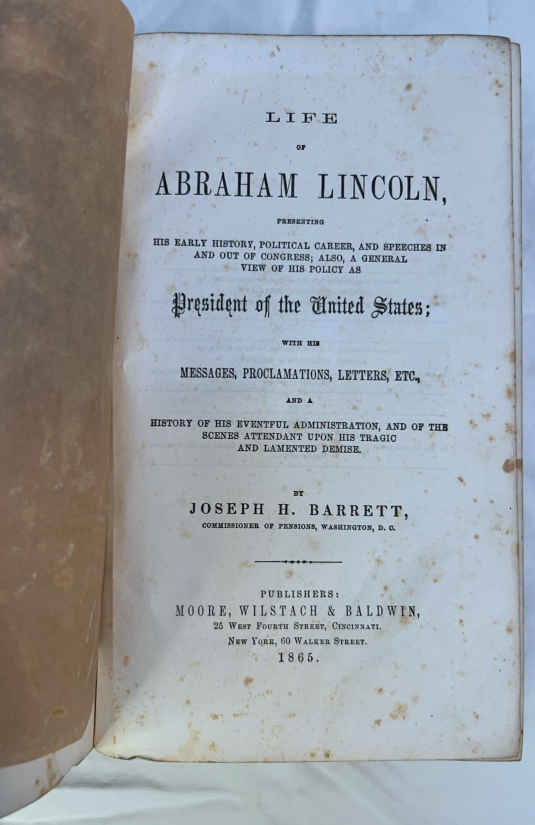 LIFE
OF
ABRAHAM LINCOLN,
PRESENTING
HIS EARLY HISTORY, POLITICAL CAREER, AND SPEECHES IN
AND OUT OF CONGRESS; ALSO, A GENERAL
VIEW OF HIS POLICY AS
President of the United States;
WITH HIS
MESSAGES, PROCLAMATIONS, LETTERS, ETC.,
AND A
HISTORY OF HIS EVENTFUL ADMINISTRATION, AND OF THE
SCENES ATTENDANT UPON HIS TRAGIC
AND LAMENTED DEMISE.
BY
JOSEPH H. BARRETT,
COMMISSIONER OF PENSIONS, WASHINGTON, D. C.
PUBLISHERS:
MOORE, WILSTACH & BALDWIN,
25 WEST FOURTH STREET, CINCINNATI.
NEW YORK, 60 WALKER STREET.
1865.